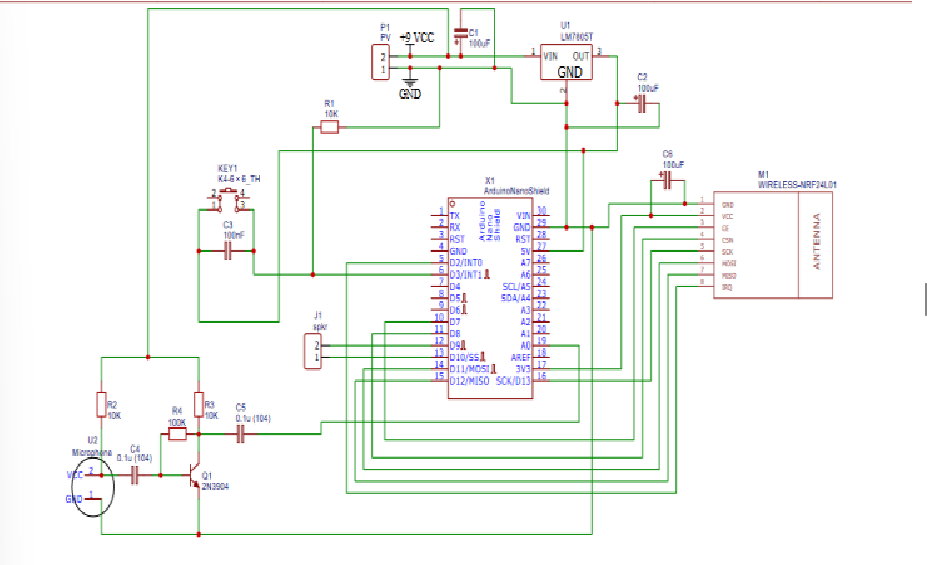 P1
PV
+9 VCC
2
1
GND
C1
100uF
U1
LM7805T
1
VIN
OUT
3
GND
2
C2
100uF
R1
10K
KEY1
K4-6×6_TH
2
4
1
3
C3
100nF
X1
ArduinoNanoShield
Arduino
Nano
Shield
1 TX
2 RX
3 RST
4 GND
5 D2/INT0
6 D3/INT1
7 D4
8 D5
9 D6
10 D7
11 D8
12 D9
13 D10/SS
14 D11/MOSI
15 D12/MISO
VIN 30
GND 29
RST 28
5V 27
A7 26
A6 25
SCL/A5 24
SDA/A4 23
A3 22
A2 21
A1 20
A0 19
AREF 18
3V3 17
SCK/D13 16
C6
100uF
M1
WIRELESS-NRF24L01
1 GND
2 VCC
3 CE
4 CSN
5 SCK
6 MOSI
7 MISO
8 IRQ
ANTENNA
J1
spkr
2
1
R2
10K
R3
10K
R4
100K
C5
0.1u (104)
U2
Microphone
VCC 2
GND 1
C4
0.1u (104)
Q1
2N3904